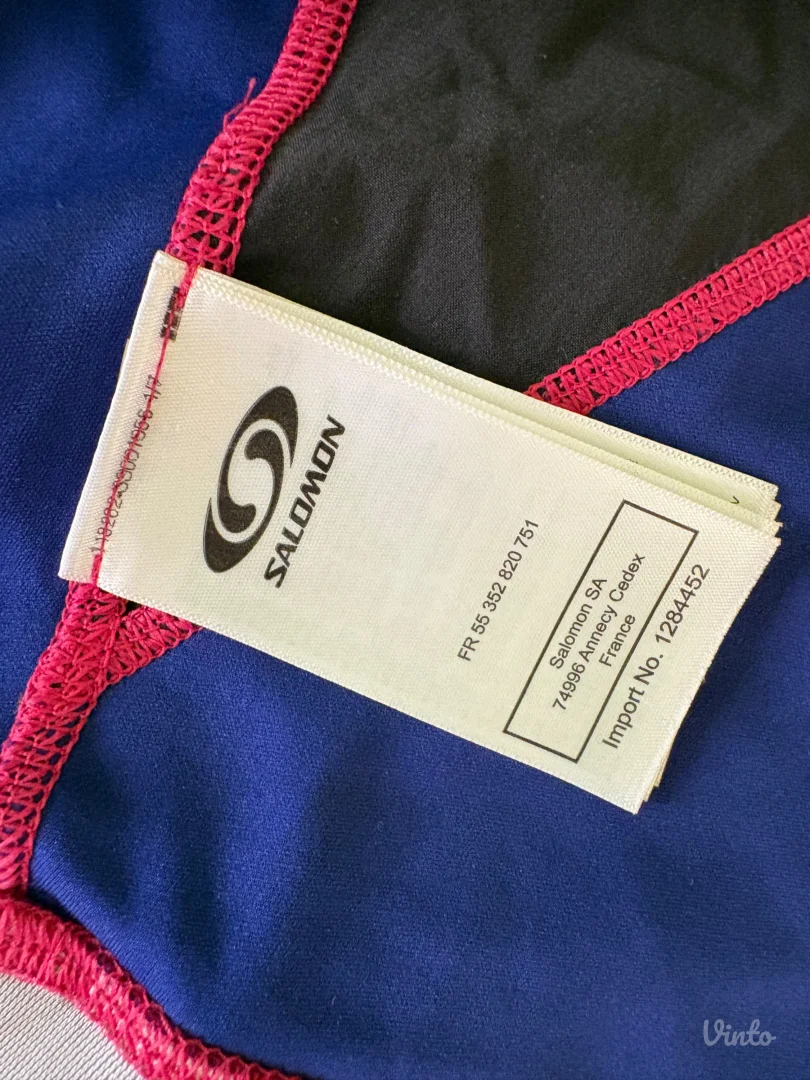 SALOMON
FR 55 352 820 751
Salomon SA
74996 Annecy Cedex
France
Import No. 1284452
Vinto